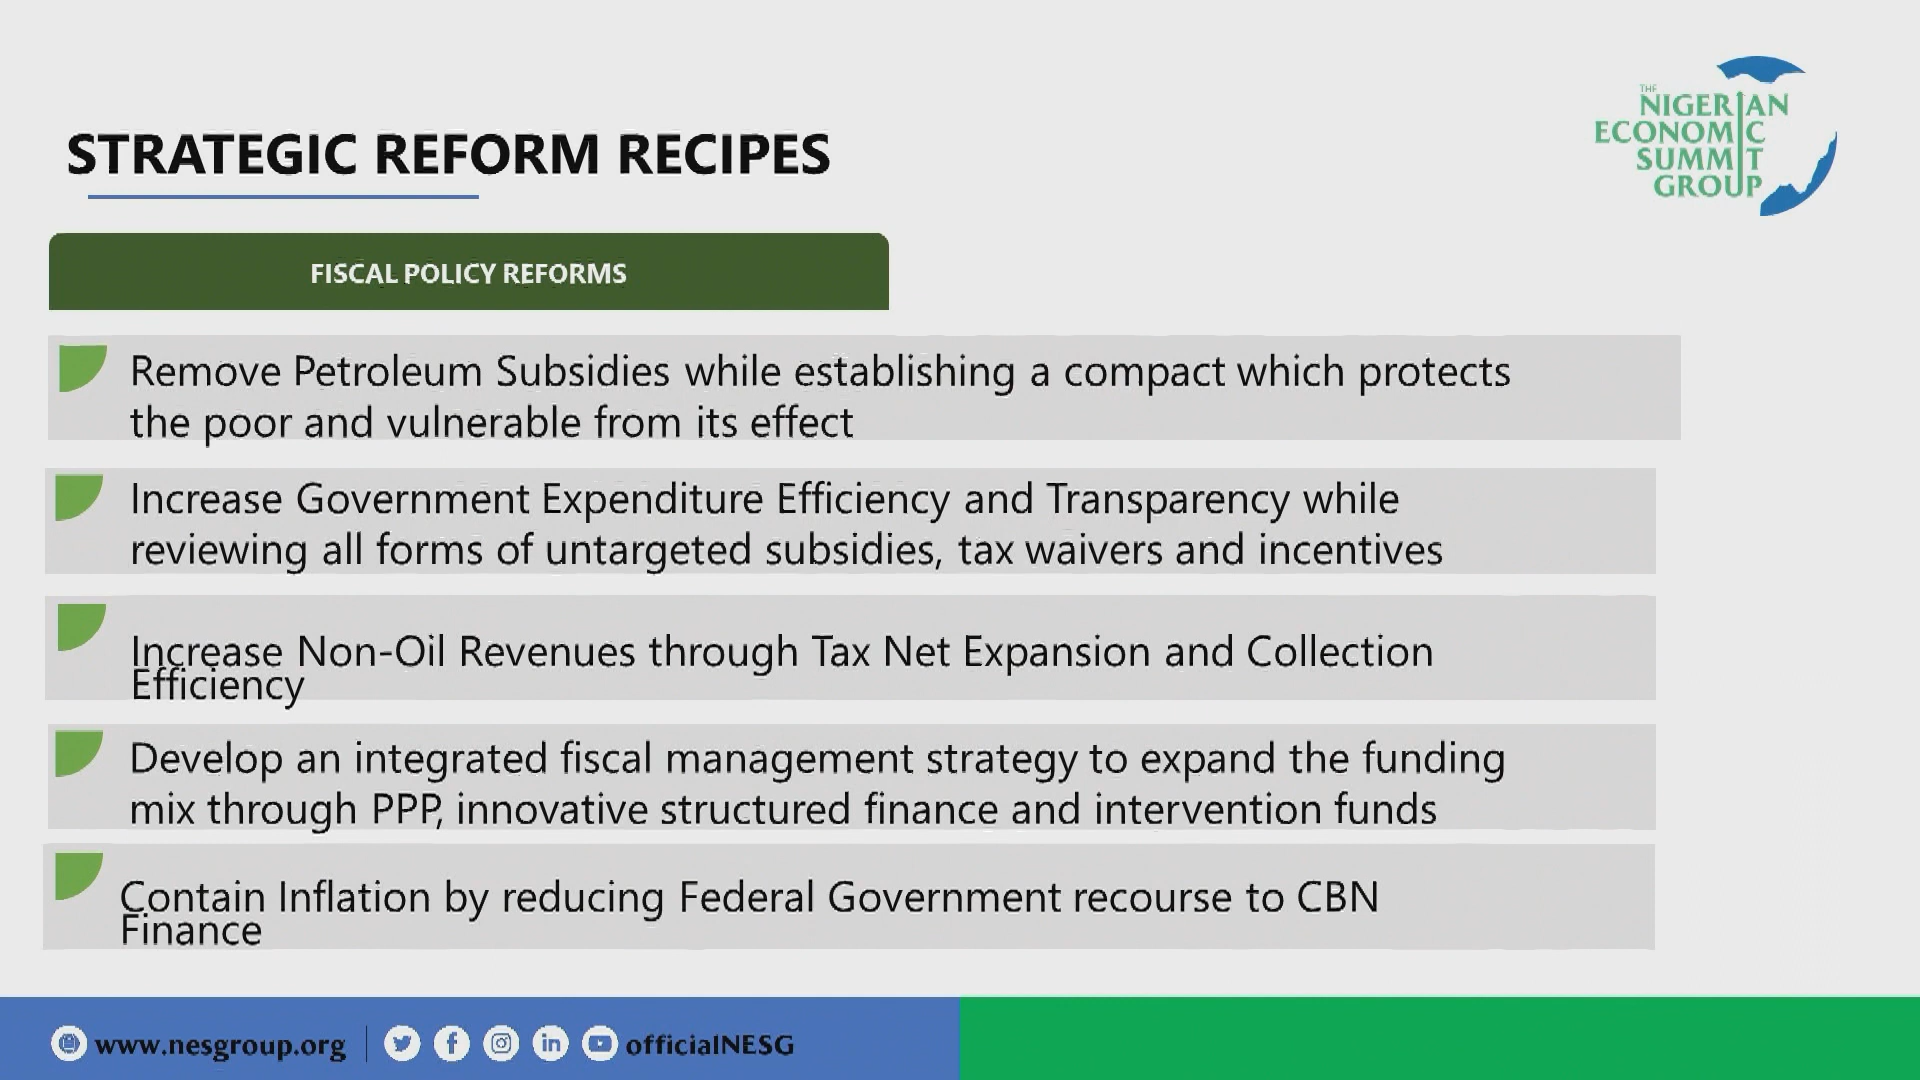 STRATEGIC REFORM RECIPES
THE
NIGERIAN
ECONOMIC
SUMMIT
GROUP
FISCAL POLICY REFORMS
Remove Petroleum Subsidies while establishing a compact which protects
the poor and vulnerable from its effect
Increase Government Expenditure Efficiency and Transparency while
reviewing all forms of untargeted subsidies, tax waivers and incentives
Increase Non-Oil Revenues through Tax Net Expansion and Collection
Efficiency
Develop an integrated fiscal management strategy to expand the funding
mix through PPP, innovative structured finance and intervention funds
Contain Inflation by reducing Federal Government recourse to CBN
Finance
www.nesgroup.org officialNESG